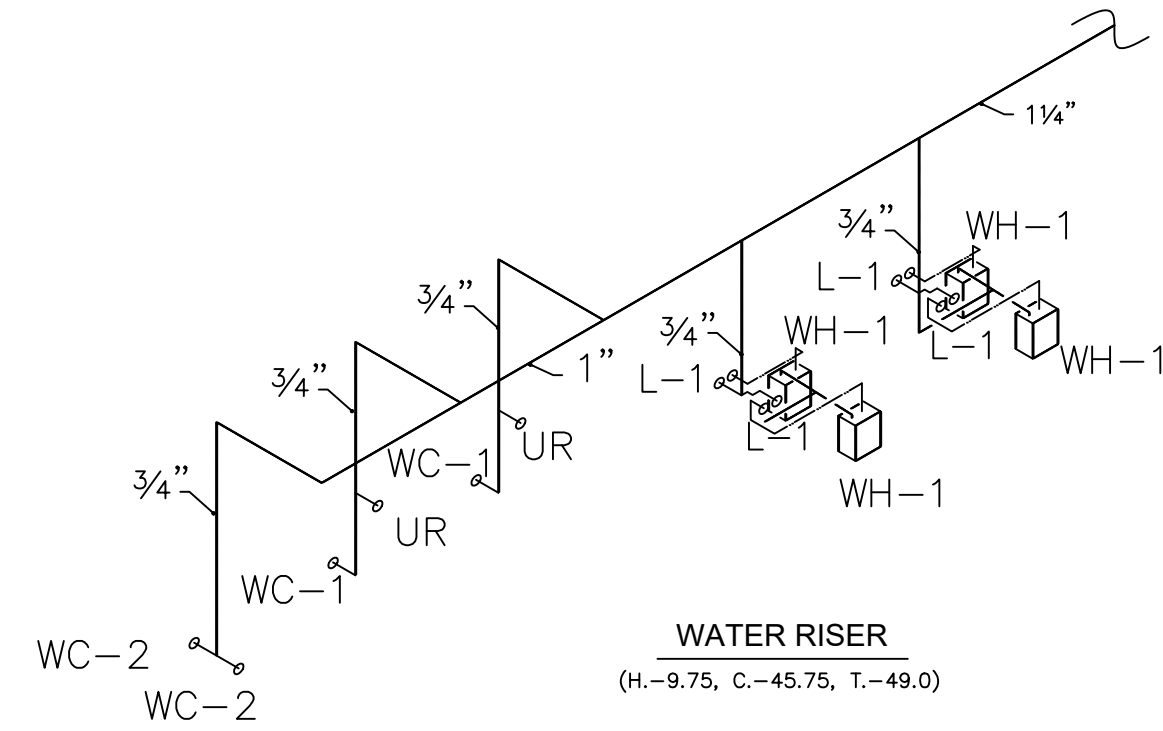 1¼”
3/4”
WH-1
L-1
L-1
WH-1
3/4”
3/4”
WH-1
1”
L-1
3/4”
L-1
WC-1
UR
3/4”
WH-1
UR
WC-1
WATER RISER
WC-2
(H.-9.75, C.-45.75, T.-49.0)
WC-2